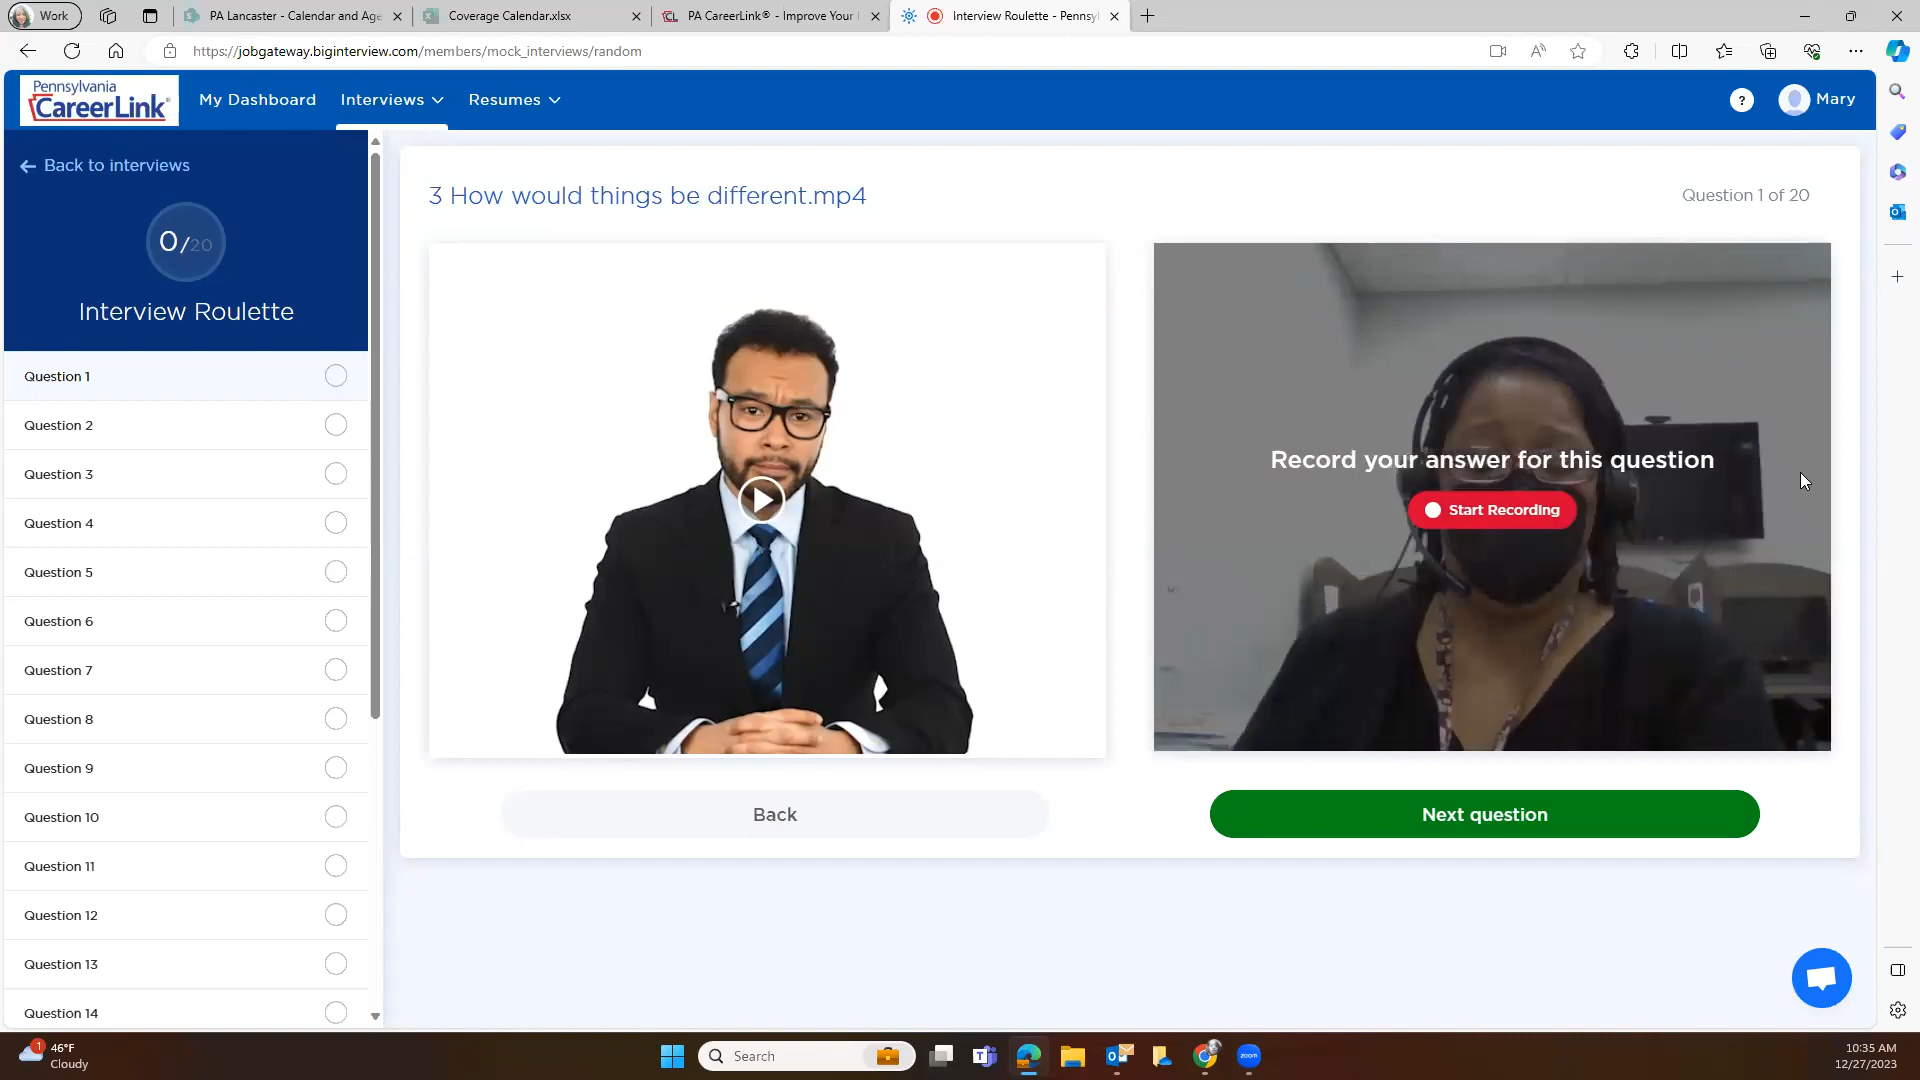 Work
PA Lancaster - Calendar and Age
Coverage Calendar.xlsx
PA CareerLink® - Improve Your
Interview Roulette - Pennsyl
https://jobgateway.biginterview.com/members/mock_interviews/random
Pennsylvania
CareerLink®
My Dashboard
Interviews
Resumes
?
Mary
Back to interviews
0/20
Interview Roulette
Question 1
Question 2
Question 3
Question 4
Question 5
Question 6
Question 7
Question 8
Question 9
Question 10
Question 11
Question 12
Question 13
Question 14
3 How would things be different.mp4
Question 1 of 20
Record your answer for this question
Start Recording
Back
Next question
1
46°F
Cloudy
Search
zoom
10:35 AM
12/27/2023